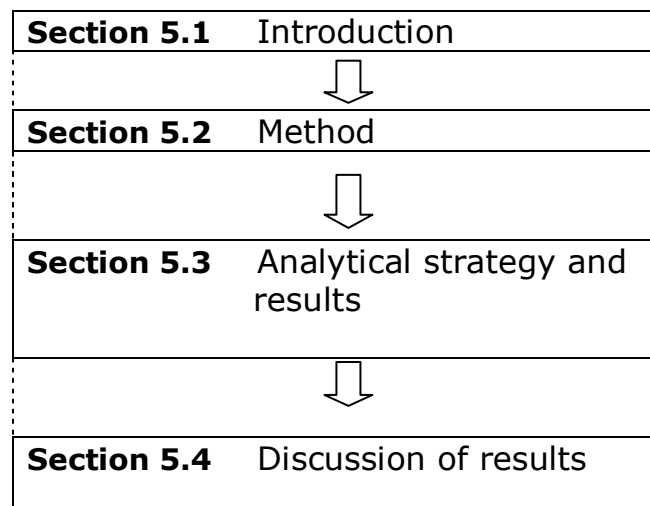 Section 5.1 Introduction
Section 5.2 Method
Section 5.3 Analytical strategy and
results
Section 5.4 Discussion of results